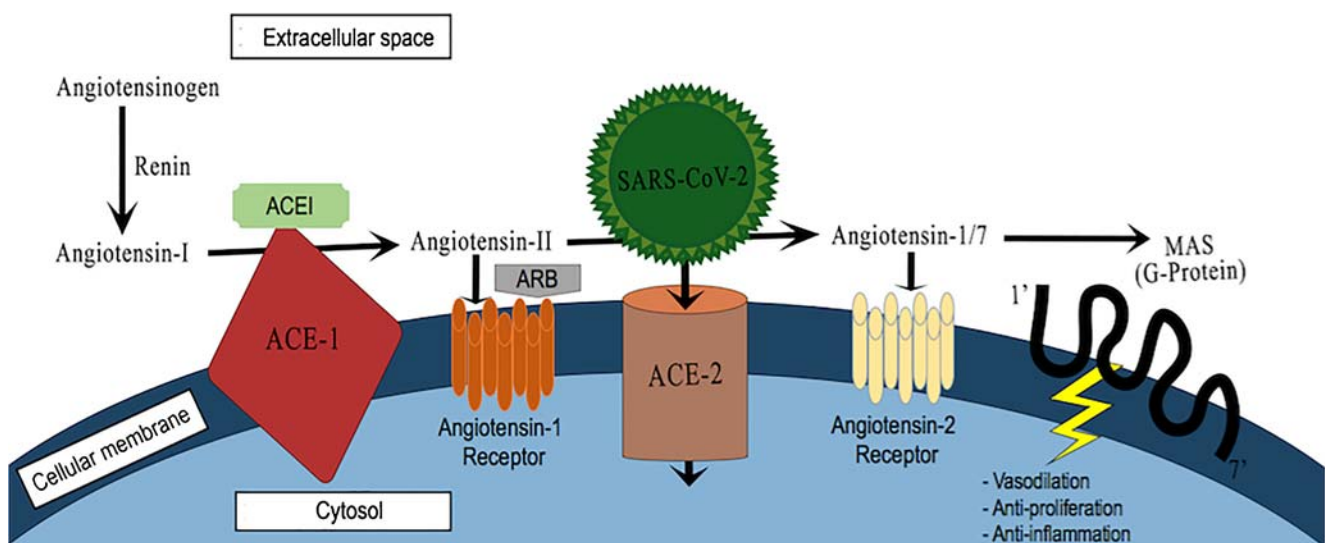 Extracellular space
Angiotensinogen
Renin
ACEI
Angiotensin-I
Angiotensin-II
ARB
SARS-CoV-2
Angiotensin-1/7
MAS
(G-Protein)
1’
ACE-1
ACE-2
Angiotensin-1
Receptor
Angiotensin-2
Receptor
7’
Cellular membrane
Cytosol
- Vasodilation
- Anti-proliferation
- Anti-inflammation